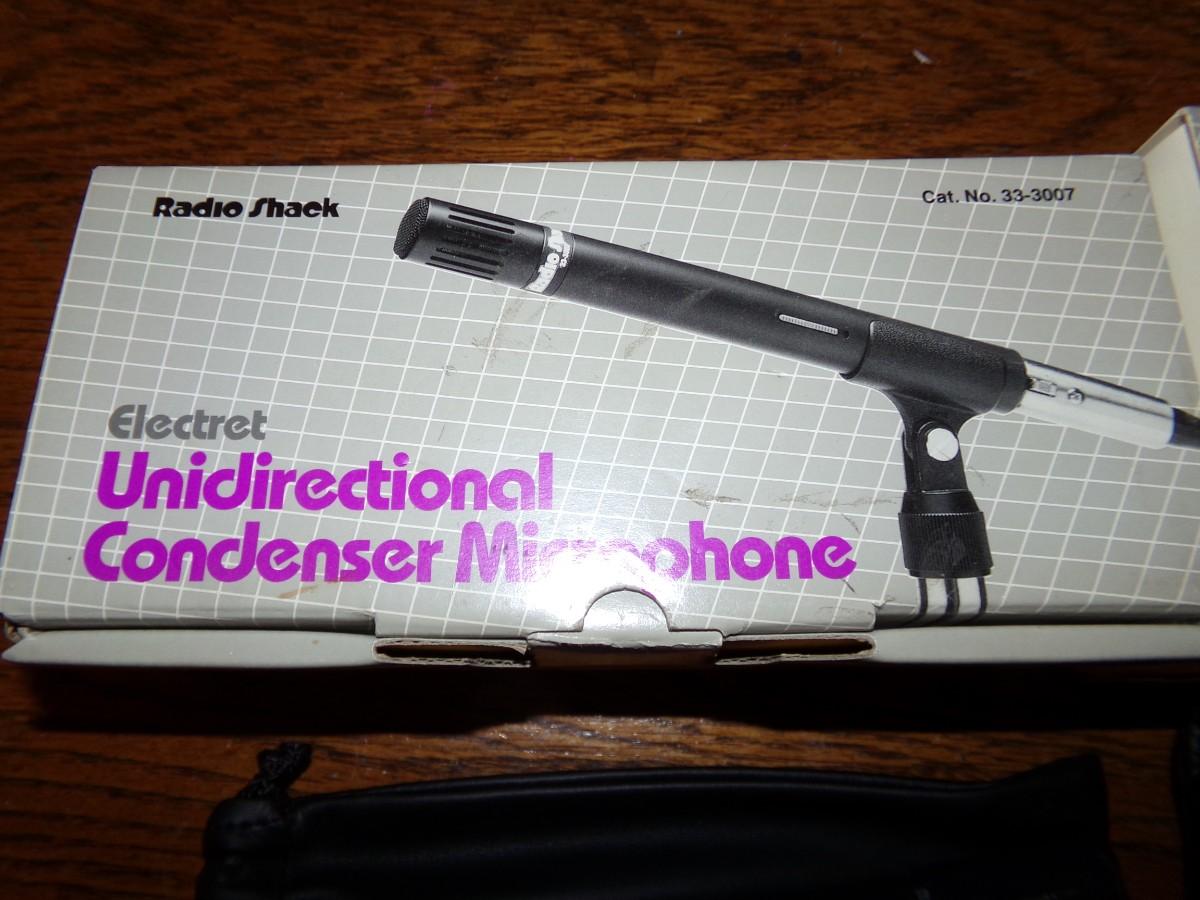 Radio Shack
Cat. No. 33-3007
Electret
Unidirectional
Condenser Microphone